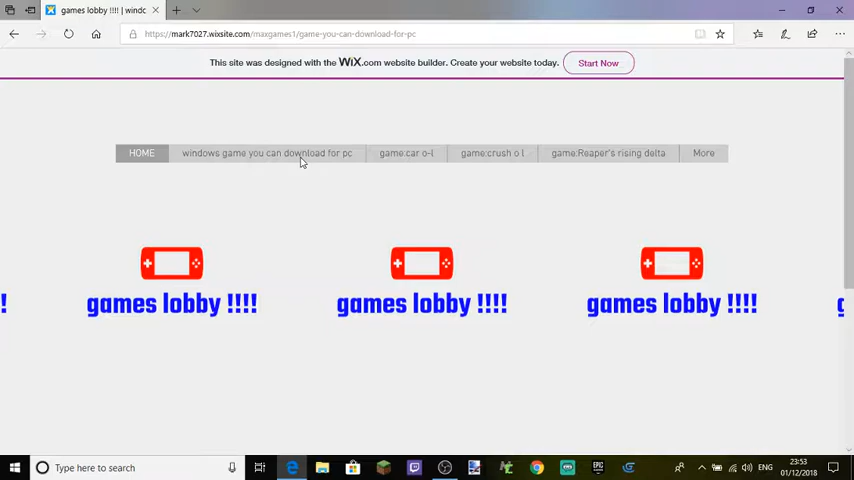 games lobby !!!! | windc
https://mark7027.wixsite.com/maxgames1/game-you-can-download-for-pc
This site was designed with the WiX.com website builder. Create your website today. Start Now
HOME windows game you can download for pc game:car o-l game:crush o l game:Reaper's rising delta More
! games lobby !!!! games lobby !!!! games lobby !!!! g
Type here to search
EPIC
ENG
23:53
01/12/2018